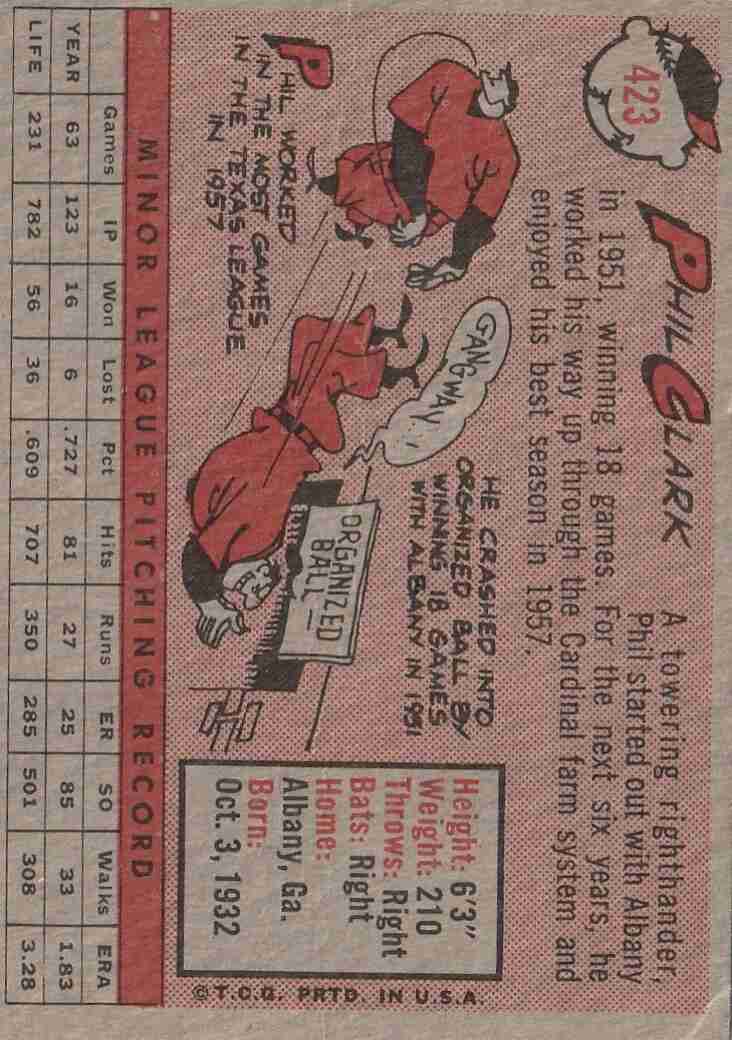 423
PHIL CLARK
A towering righthander,
Phil started out with Albany
in 1951, winning 18 games. For the next six years, he
worked his way up through the Cardinal farm system and
enjoyed his best season in 1957.
PHIL WORKED
IN THE MOST GAMES
IN THE TEXAS LEAGUE
IN 1957
GANGWAY!
HE CRASHED INTO
ORGANIZED BALL BY
WINNING 18 GAMES
WITH ALBANY IN 1951
ORGANIZED
BALL
Height: 6'3"
Weight: 210
Throws: Right
Bats: Right
Home:
Albany, Ga.
Born:
Oct. 3, 1932
© T.C.G. PRTD. IN U.S.A.
MINOR LEAGUE PITCHING RECORD
Games IP Won Lost Pct Hits Runs ER SO Walks ERA
YEAR 63 123 16 6 .727 81 27 25 85 33 1.83
LIFE 231 782 56 36 .609 707 350 285 501 308 3.28